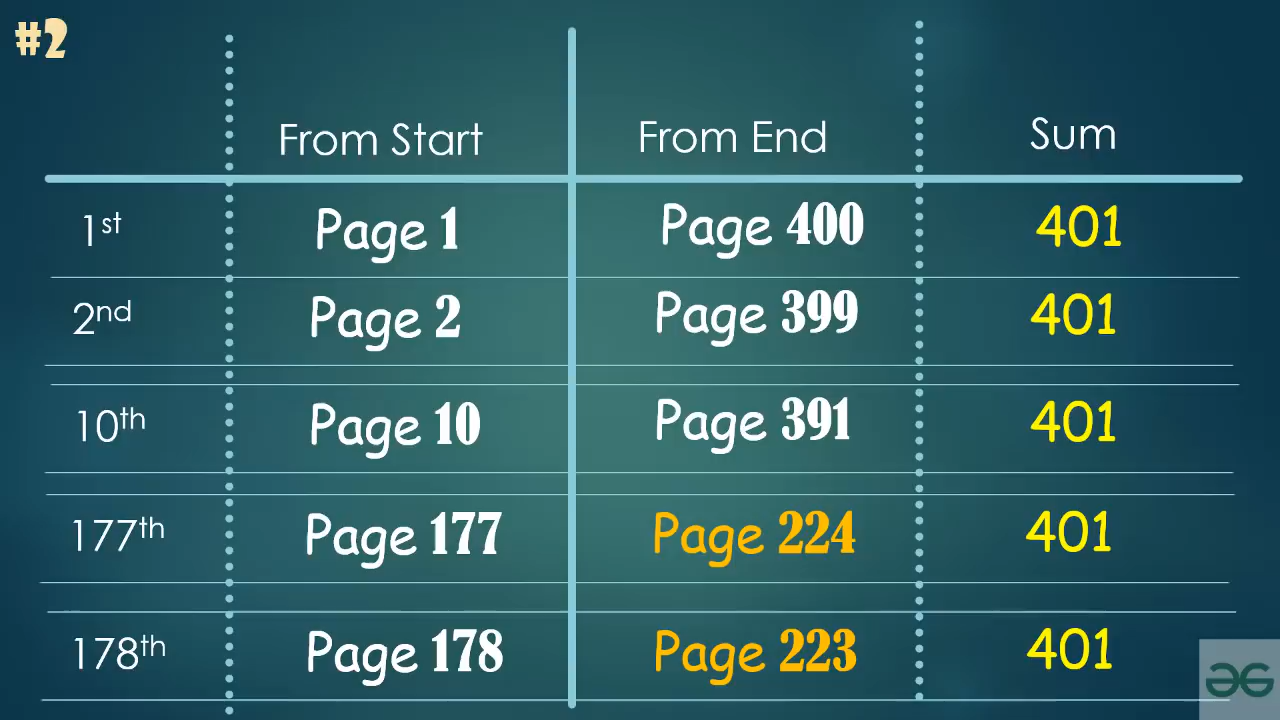 #2
From Start From End Sum
1st Page 1 Page 400 401
2nd Page 2 Page 399 401
10th Page 10 Page 391 401
177th Page 177 Page 224 401
178th Page 178 Page 223 401